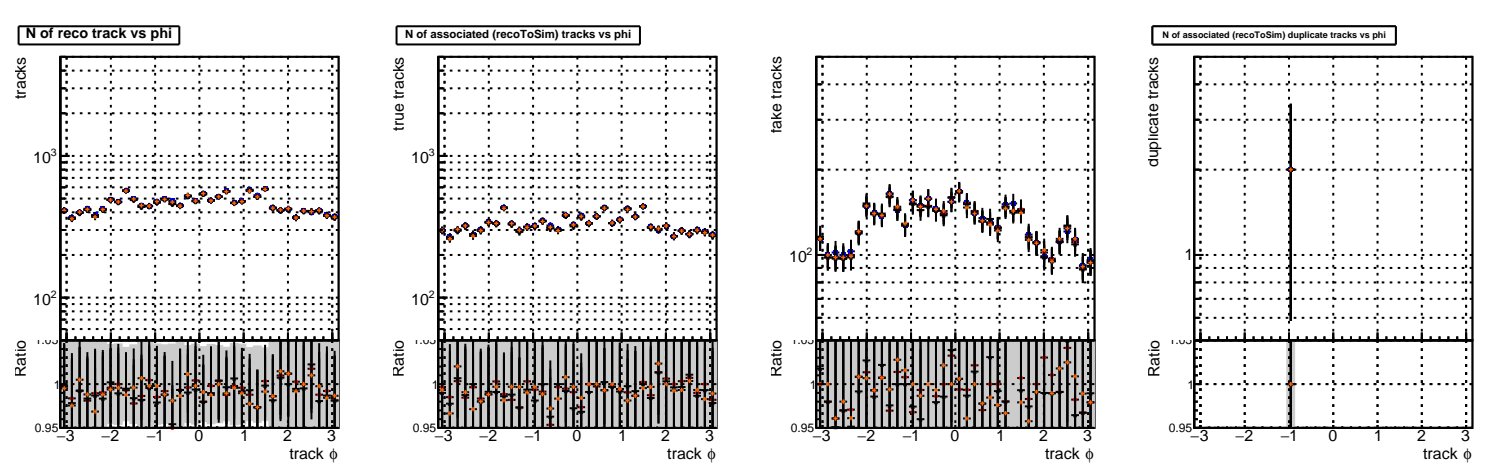 N of reco track vs phi
tracks
10³
10²
Ratio
1
0.95
−3 −2 −1 0 1 2 3
track ϕ
N of associated (recoToSim) tracks vs phi
true tracks
10³
10²
Ratio
1
0.95
−3 −2 −1 0 1 2 3
track ϕ
fake tracks
10²
Ratio
1
0.95
−3 −2 −1 0 1 2 3
track ϕ
N of associated (recoToSim) duplicate tracks vs phi
duplicate tracks
1
Ratio
1
0.95
−3 −2 −1 0 1 2 3
track ϕ